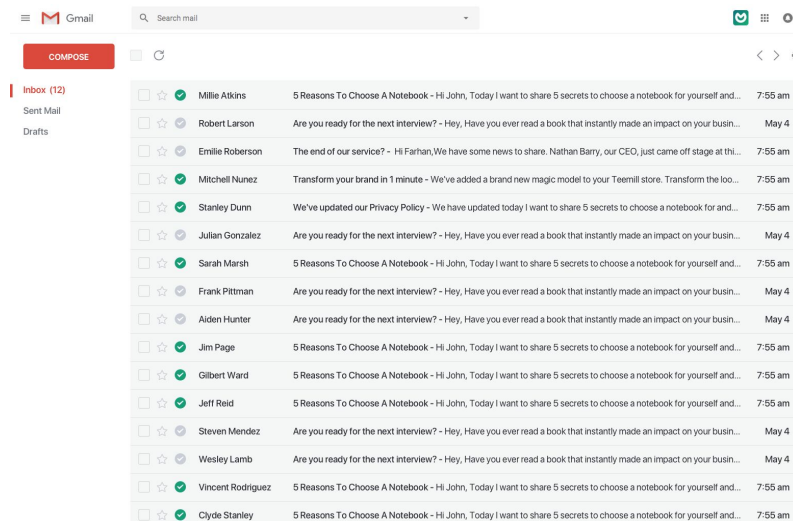 Gmail
Search mail
COMPOSE
Inbox (12)
Sent Mail
Drafts
Millie Atkins 5 Reasons To Choose A Notebook - Hi John, Today I want to share 5 secrets to choose a notebook for yourself and... 7:55 am
Robert Larson Are you ready for the next interview? - Hey, Have you ever read a book that instantly made an impact on your busin... May 4
Emilie Roberson The end of our service? - Hi Farhan,We have some news to share. Nathan Barry, our CEO, just came off stage at thi... 7:55 am
Mitchell Nunez Transform your brand in 1 minute - We've added a brand new magic model to your Teemill store. Transform the loo... 7:55 am
Stanley Dunn We've updated our Privacy Policy - We have updated today I want to share 5 secrets to choose a notebook for and... 7:55 am
Julian Gonzalez Are you ready for the next interview? - Hey, Have you ever read a book that instantly made an impact on your busin... May 4
Sarah Marsh 5 Reasons To Choose A Notebook - Hi John, Today I want to share 5 secrets to choose a notebook for yourself and... 7:55 am
Frank Pittman Are you ready for the next interview? - Hey, Have you ever read a book that instantly made an impact on your busin... May 4
Aiden Hunter Are you ready for the next interview? - Hey, Have you ever read a book that instantly made an impact on your busin... May 4
Jim Page 5 Reasons To Choose A Notebook - Hi John, Today I want to share 5 secrets to choose a notebook for yourself and... 7:55 am
Gilbert Ward 5 Reasons To Choose A Notebook - Hi John, Today I want to share 5 secrets to choose a notebook for yourself and... 7:55 am
Jeff Reid 5 Reasons To Choose A Notebook - Hi John, Today I want to share 5 secrets to choose a notebook for yourself and... 7:55 am
Steven Mendez Are you ready for the next interview? - Hey, Have you ever read a book that instantly made an impact on your busin... May 4
Wesley Lamb Are you ready for the next interview? - Hey, Have you ever read a book that instantly made an impact on your busin... May 4
Vincent Rodriguez 5 Reasons To Choose A Notebook - Hi John, Today I want to share 5 secrets to choose a notebook for yourself and... 7:55 am
Clyde Stanley 5 Reasons To Choose A Notebook - Hi John, Today I want to share 5 secrets to choose a notebook for yourself and... 7:55 am